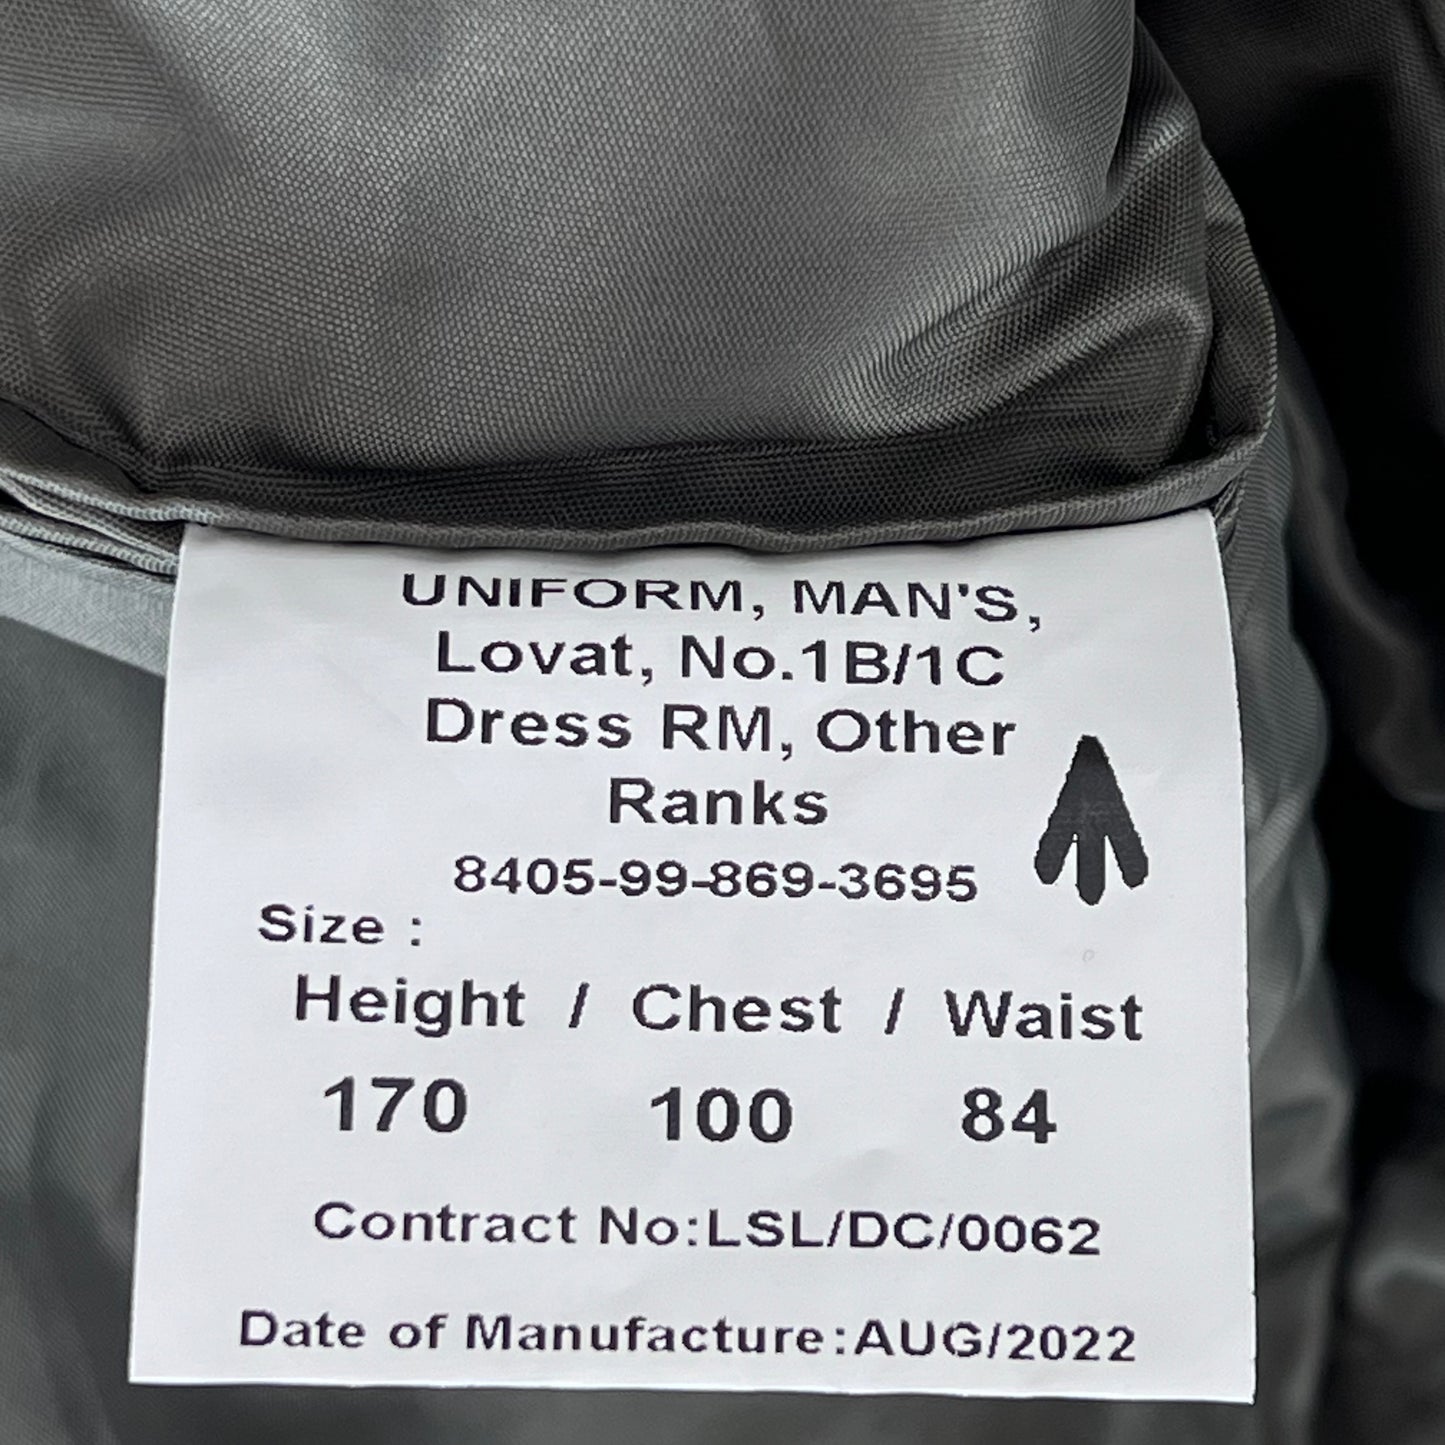 UNIFORM, MAN'S,
Lovat, No.1B/1C
Dress RM, Other
Ranks
8405-99-869-3695
Size :
Height / Chest / Waist
170 100 84
Contract No:LSL/DC/0062
Date of Manufacture:AUG/2022